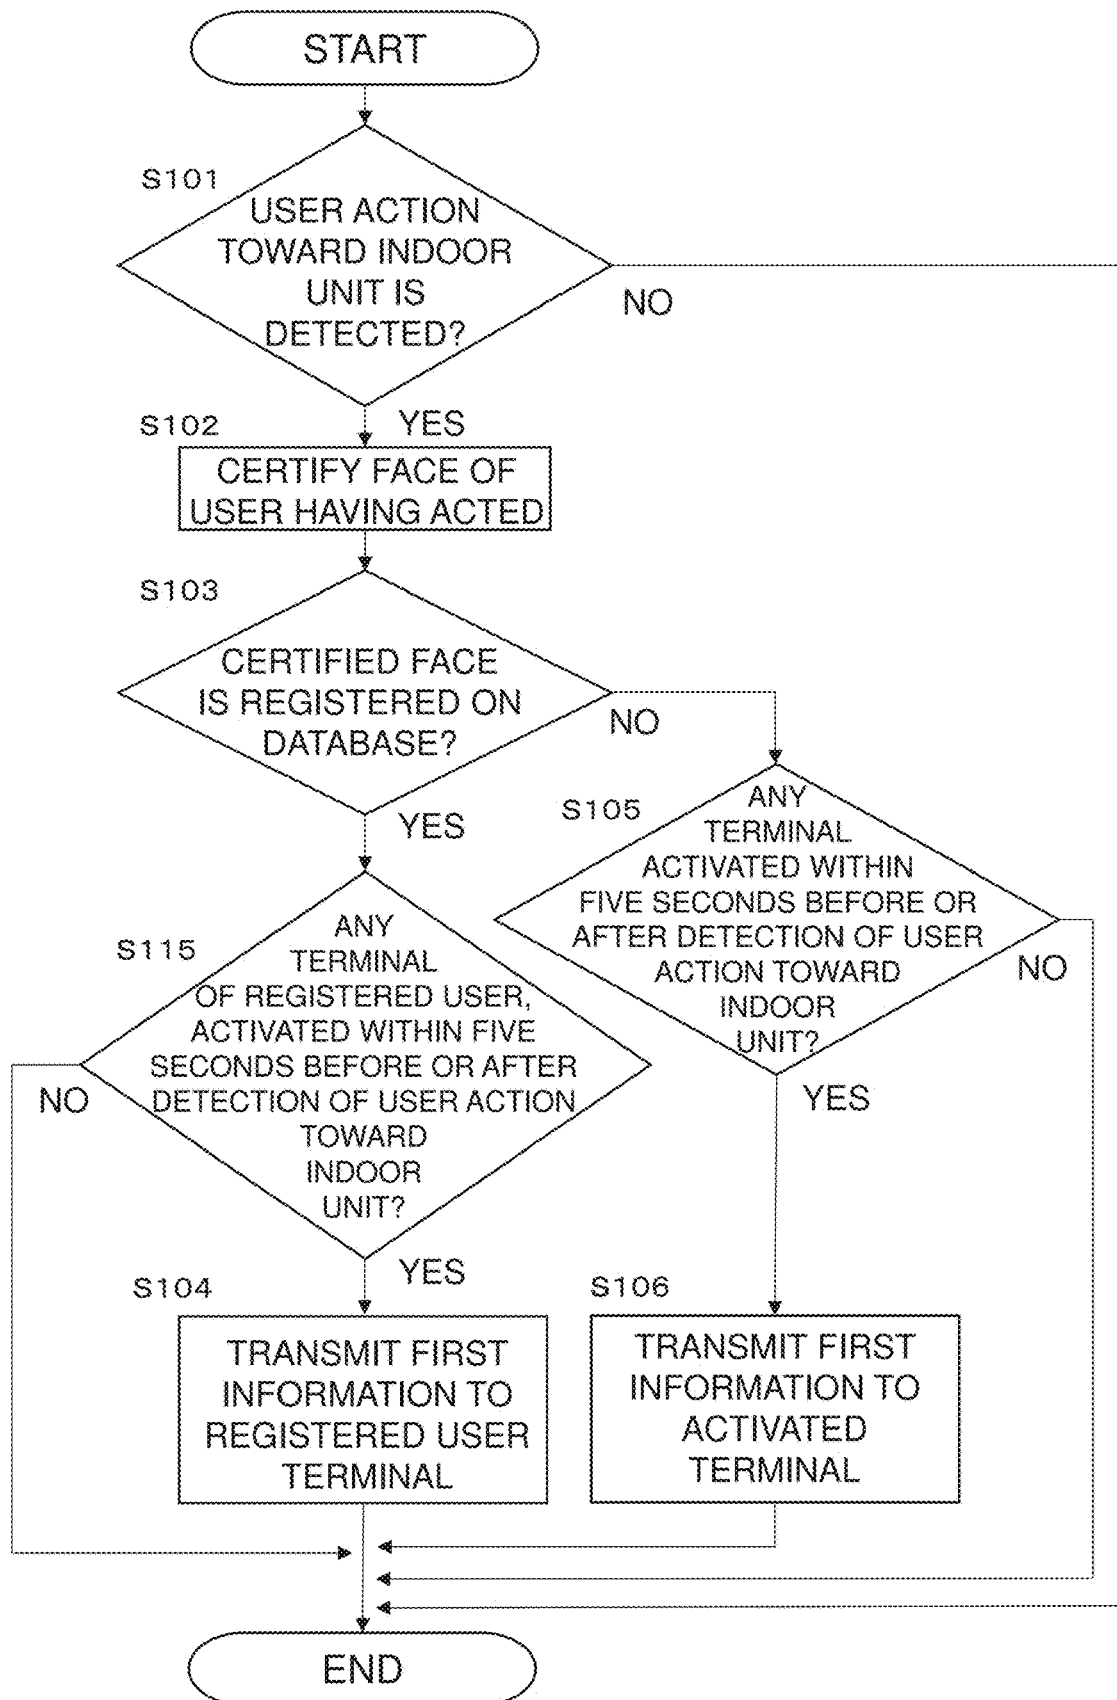 START
S101
USER ACTION
TOWARD INDOOR
UNIT IS
DETECTED?
NO
YES
S102
CERTIFY FACE OF
USER HAVING ACTED
S103
CERTIFIED FACE
IS REGISTERED ON
DATABASE?
NO
YES
S105
ANY
TERMINAL
ACTIVATED WITHIN
FIVE SECONDS BEFORE OR
AFTER DETECTION OF USER
ACTION TOWARD
INDOOR
UNIT?
NO
YES
S115
ANY
TERMINAL
OF REGISTERED USER,
ACTIVATED WITHIN FIVE
SECONDS BEFORE OR AFTER
DETECTION OF USER ACTION
TOWARD
INDOOR
UNIT?
NO
YES
S104
TRANSMIT FIRST
INFORMATION TO
REGISTERED USER
TERMINAL
S106
TRANSMIT FIRST
INFORMATION TO
ACTIVATED
TERMINAL
END